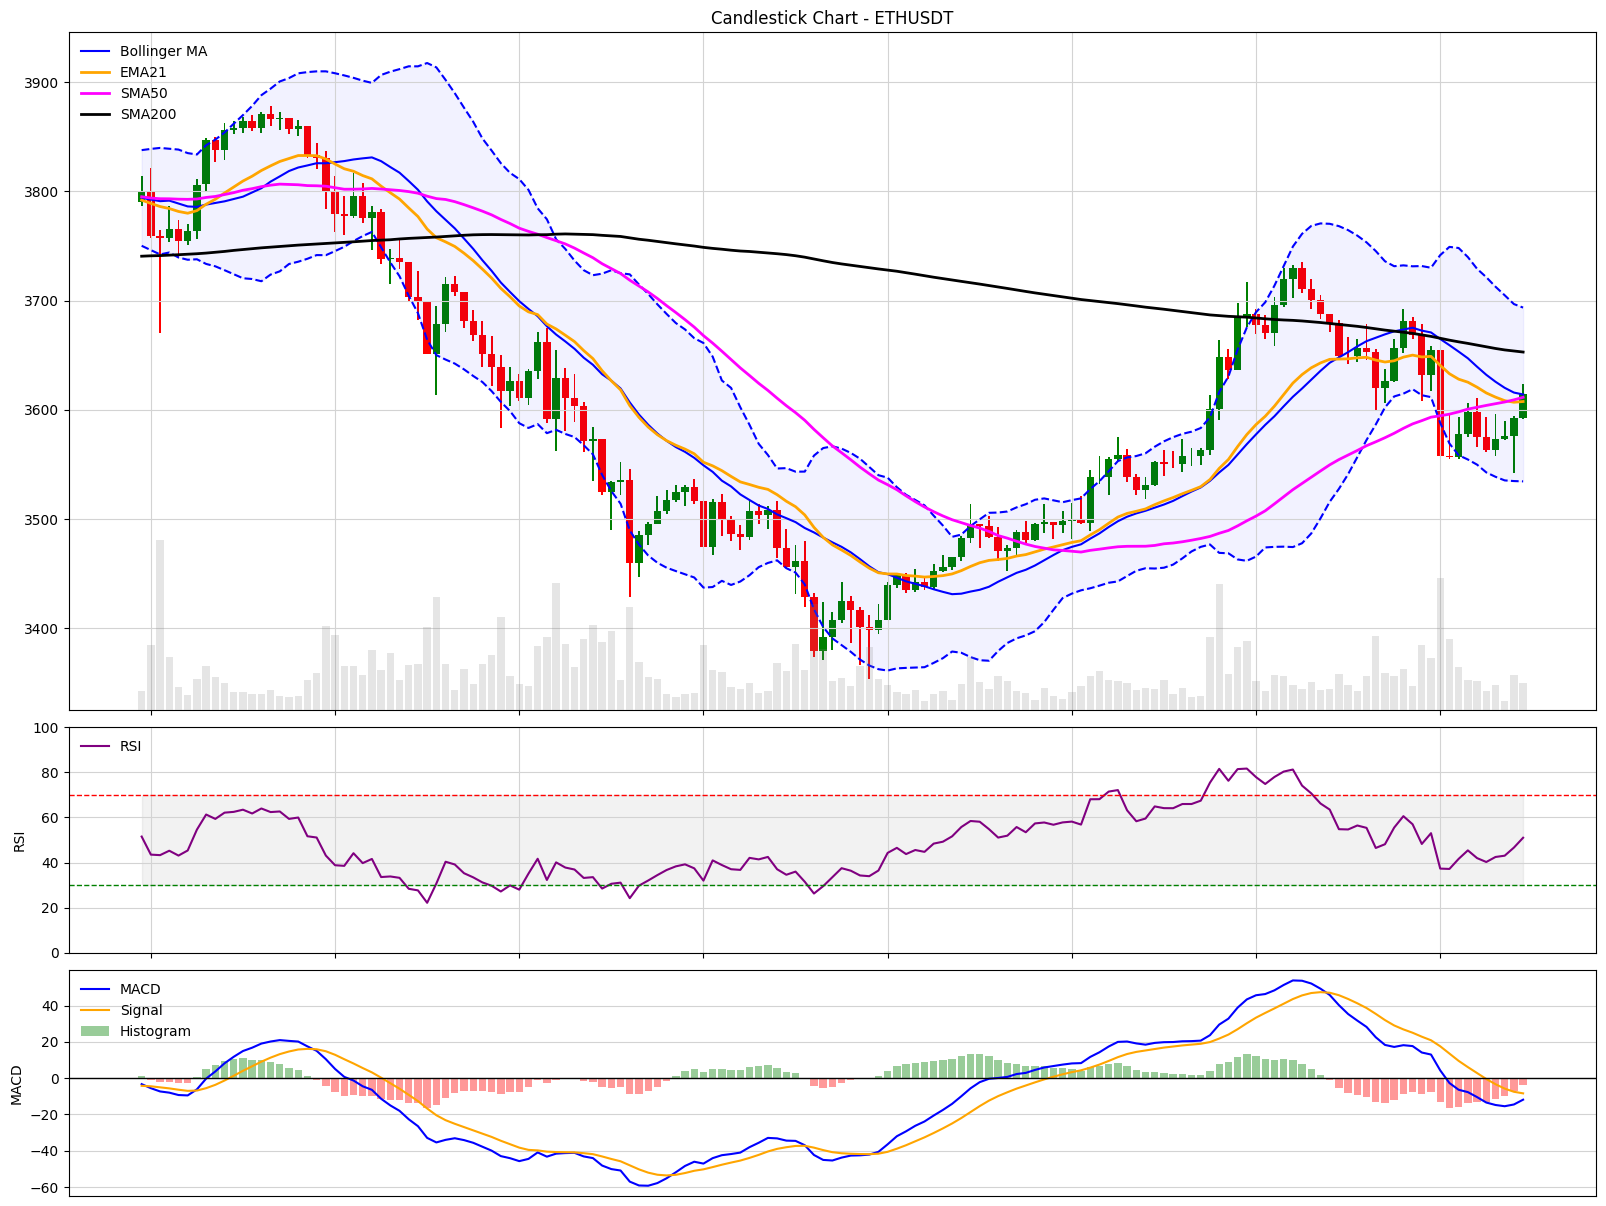 Candlestick Chart - ETHUSDT
Bollinger MA
EMA21
SMA50
SMA200
3900
3800
3700
3600
3500
3400
RSI
100
80
60
40
20
0
RSI
MACD
Signal
Histogram
40
20
0
−20
−40
−60
MACD